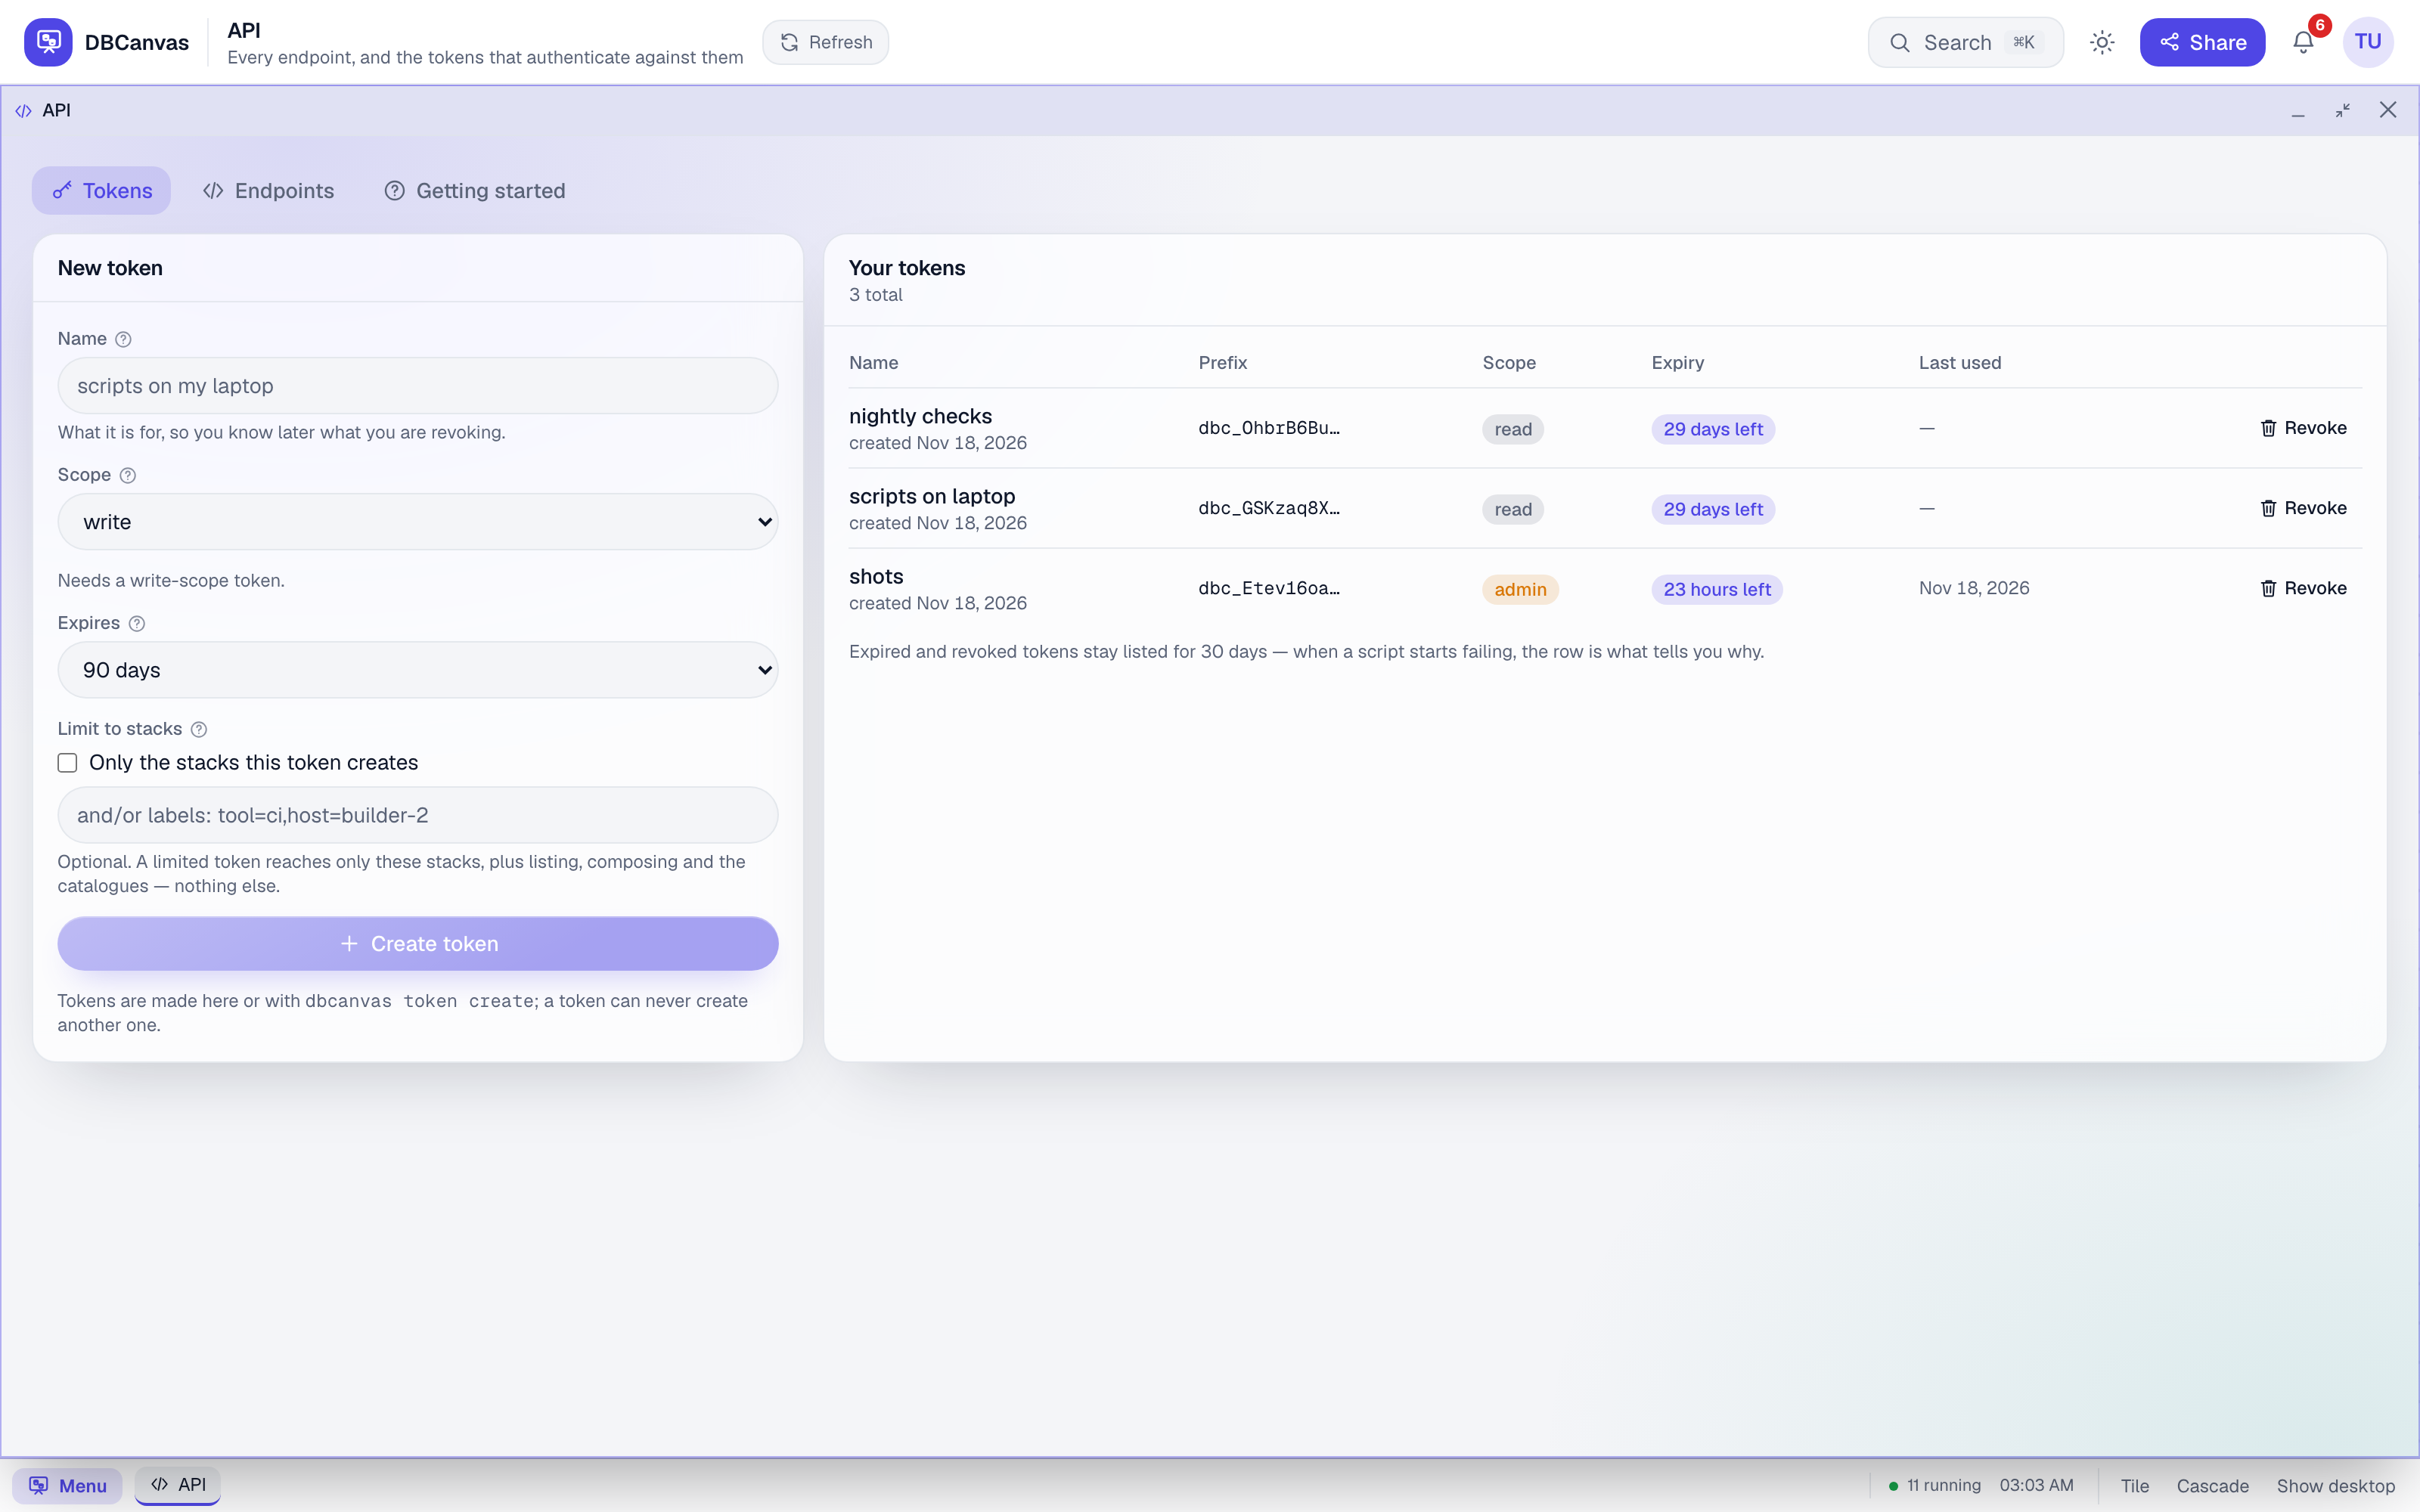 DBCanvas
API
Every endpoint, and the tokens that authenticate against them
Refresh
Search ⌘K
Share
6
TU
API
Tokens
Endpoints
Getting started
New token
Name
scripts on my laptop
What it is for, so you know later what you are revoking.
Scope
write
Needs a write-scope token.
Expires
90 days
Limit to stacks
Only the stacks this token creates
and/or labels: tool=ci,host=builder-2
Optional. A limited token reaches only these stacks, plus listing, composing and the
catalogues — nothing else.
Create token
Tokens are made here or with dbcanvas token create; a token can never create
another one.
Your tokens
3 total
Name Prefix Scope Expiry Last used
nightly checks
created Nov 18, 2026
dbc_OhbrB6Bu… read 29 days left — Revoke
scripts on laptop
created Nov 18, 2026
dbc_GSKzaq8X… read 29 days left — Revoke
shots
created Nov 18, 2026
dbc_Etev16oa… admin 23 hours left Nov 18, 2026 Revoke
Expired and revoked tokens stay listed for 30 days — when a script starts failing, the row is what tells you why.
Menu
API
11 running
03:03 AM
Tile
Cascade
Show desktop